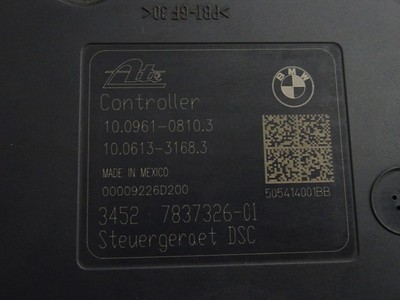 >PBT-GF30<
Ate
BMW
Controller
10.0961-0810.3
10.0613-3168.3
MADE IN MEXICO
00009226D200
505414001BB
3452 7837326-01
Steuergeraet DSC